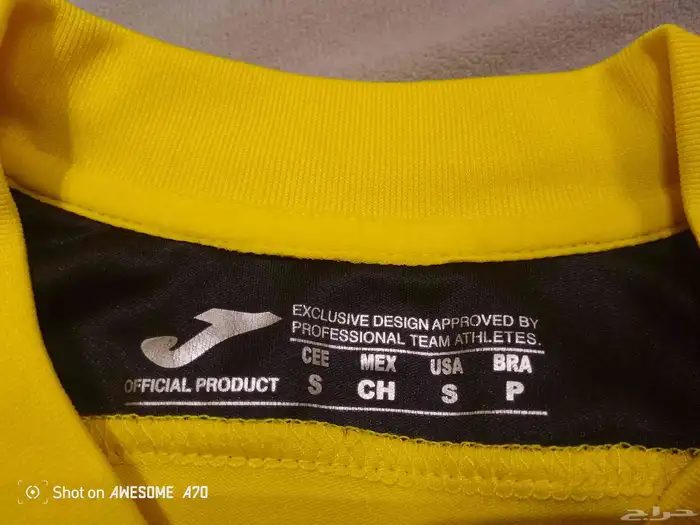 EXCLUSIVE DESIGN APPROVED BY
PROFESSIONAL TEAM ATHLETES.
OFFICIAL PRODUCT
CEE MEX USA BRA
S CH S P
Shot on AWESOME A70
حراج